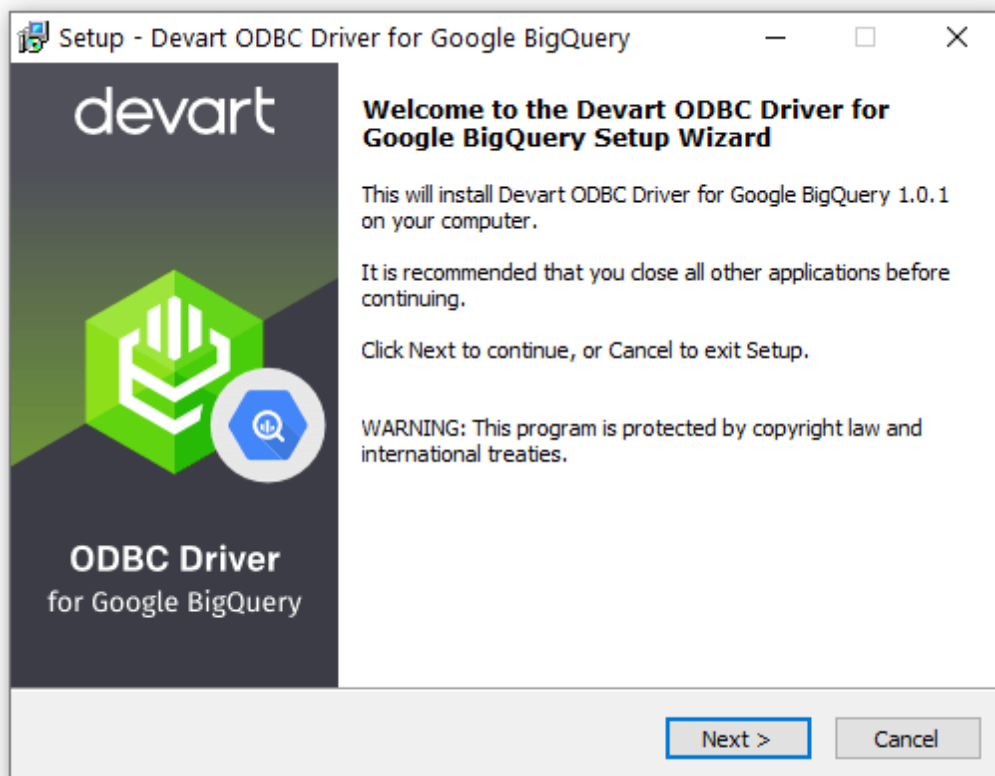 Setup - Devart ODBC Driver for Google BigQuery
devart
Welcome to the Devart ODBC Driver for
Google BigQuery Setup Wizard
This will install Devart ODBC Driver for Google BigQuery 1.0.1
on your computer.
It is recommended that you close all other applications before
continuing.
Click Next to continue, or Cancel to exit Setup.
WARNING: This program is protected by copyright law and
international treaties.
ODBC Driver
for Google BigQuery
Next >
Cancel